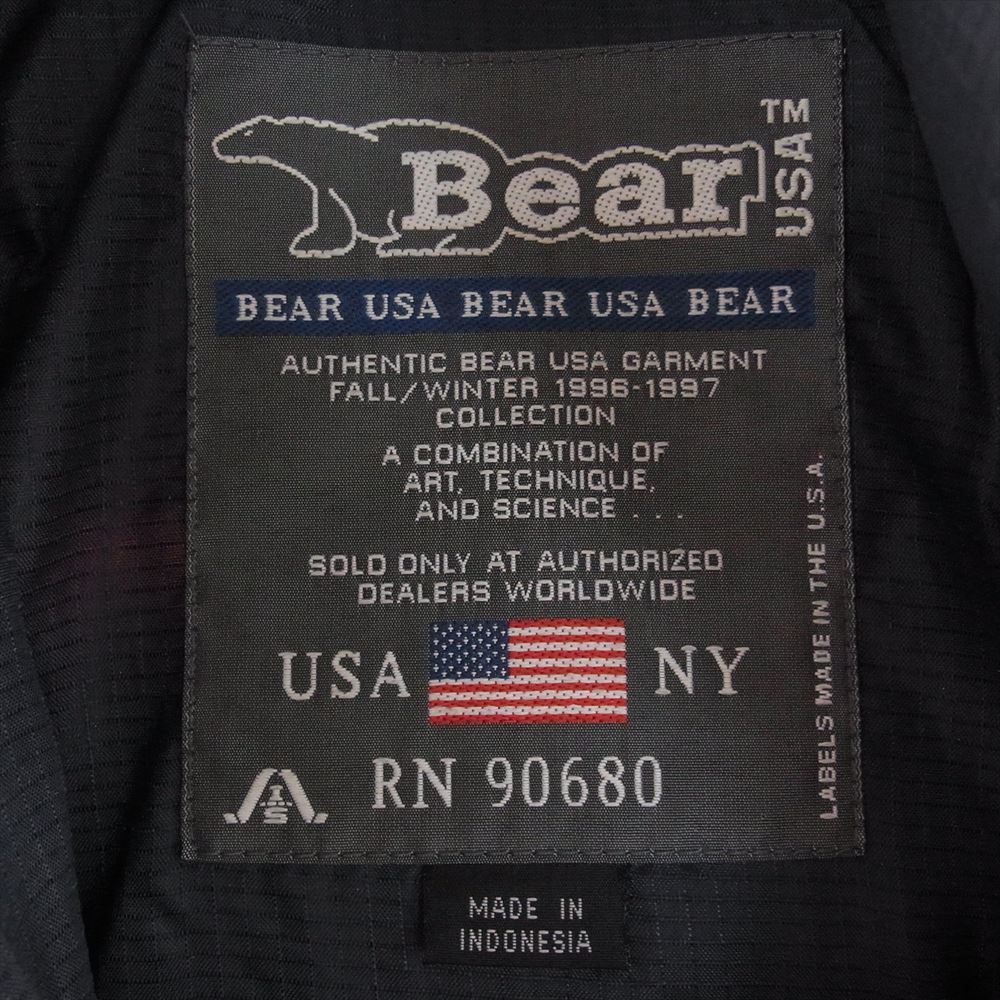 Bear USA™
BEAR USA BEAR USA BEAR
AUTHENTIC BEAR USA GARMENT
FALL/WINTER 1996-1997
COLLECTION
A COMBINATION OF
ART, TECHNIQUE,
AND SCIENCE . . .
SOLD ONLY AT AUTHORIZED
DEALERS WORLDWIDE
USA NY
RN 90680
LABELS MADE IN THE U.S.A.
MADE IN
INDONESIA